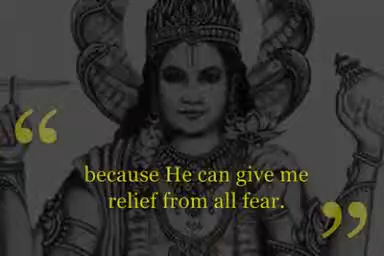 “
because He can give me
relief from all fear.
”